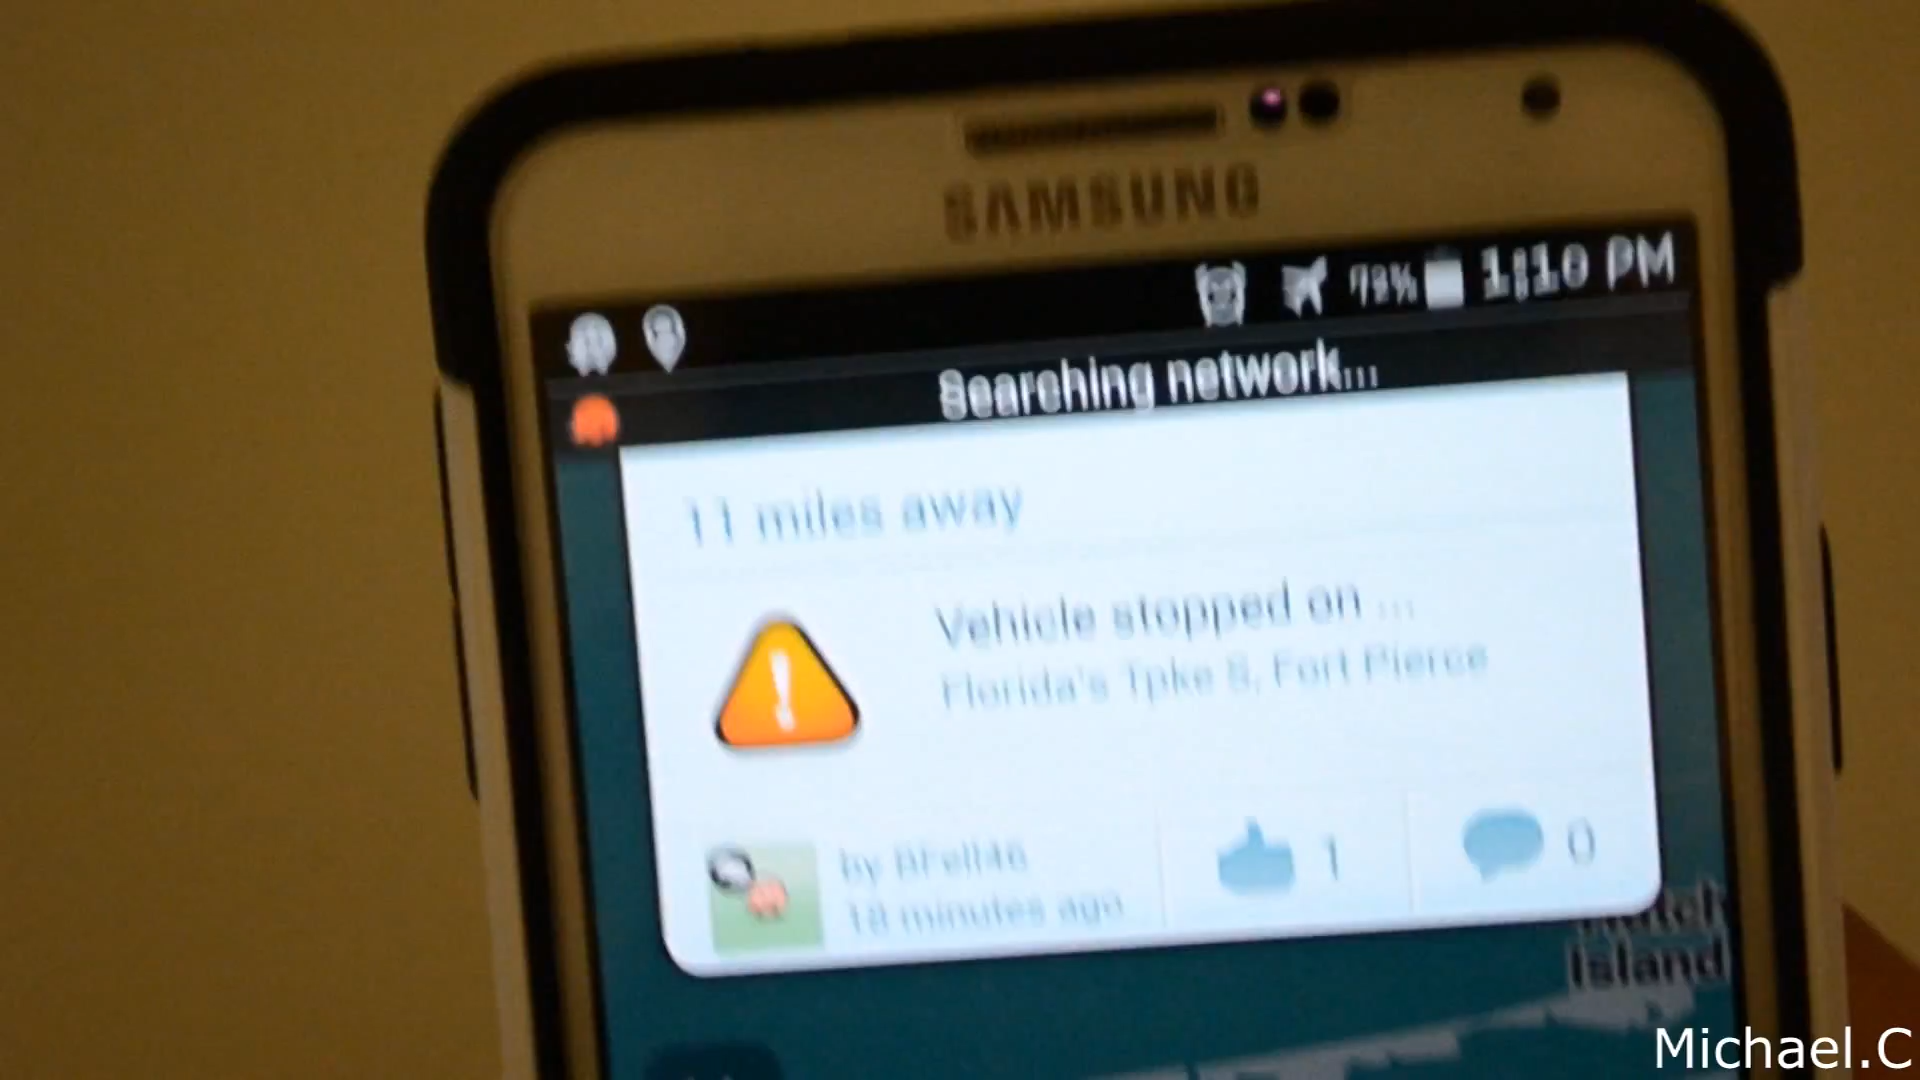 SAMSUNG
1:10 PM
Searching network...
11 miles away
Vehicle stopped on ...
Florida's Tpke S, Fort Pierce
by
18 minutes ago
1
0
Island
Michael.C